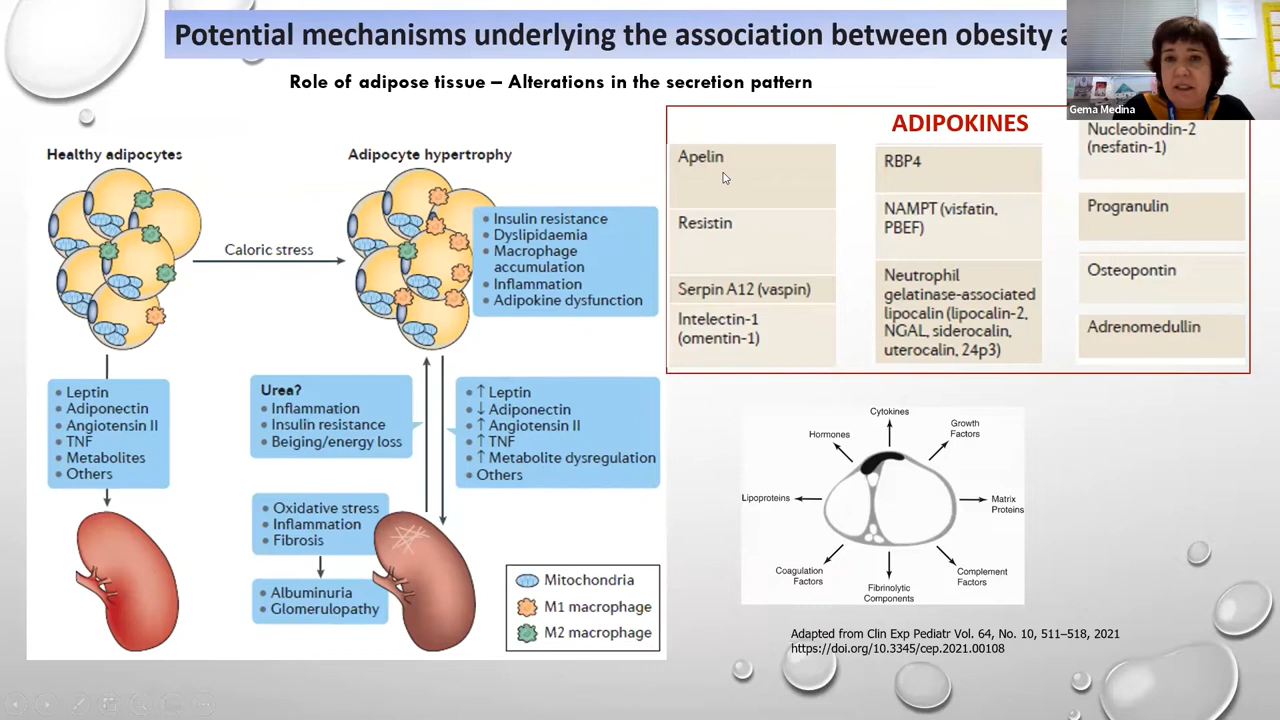 Potential mechanisms underlying the association between obesity a
Role of adipose tissue – Alterations in the secretion pattern
Gema Medina
Healthy adipocytes
Adipocyte hypertrophy
Caloric stress
• Insulin resistance
• Dyslipidaemia
• Macrophage
accumulation
• Inflammation
• Adipokine dysfunction
• Leptin
• Adiponectin
• Angiotensin II
• TNF
• Metabolites
• Others
Urea?
• Inflammation
• Insulin resistance
• Beiging/energy loss
• ↑ Leptin
• ↓ Adiponectin
• ↑ Angiotensin II
• ↑ TNF
• ↑ Metabolite dysregulation
• Others
• Oxidative stress
• Inflammation
• Fibrosis
• Albuminuria
• Glomerulopathy
Mitochondria
M1 macrophage
M2 macrophage
ADIPOKINES
Apelin
Resistin
Serpin A12 (vaspin)
Intelectin-1
(omentin-1)
RBP4
NAMPT (visfatin,
PBEF)
Neutrophil
gelatinase-associated
lipocalin (lipocalin-2,
NGAL, siderocalin,
uterocalin, 24p3)
Nucleobindin-2
(nesfatin-1)
Progranulin
Osteopontin
Adrenomedullin
Cytokines
Hormones
Growth
Factors
Lipoproteins
Matrix
Proteins
Coagulation
Factors
Fibrinolytic
Components
Complement
Factors
Adapted from Clin Exp Pediatr Vol. 64, No. 10, 511–518, 2021
https://doi.org/10.3345/cep.2021.00108